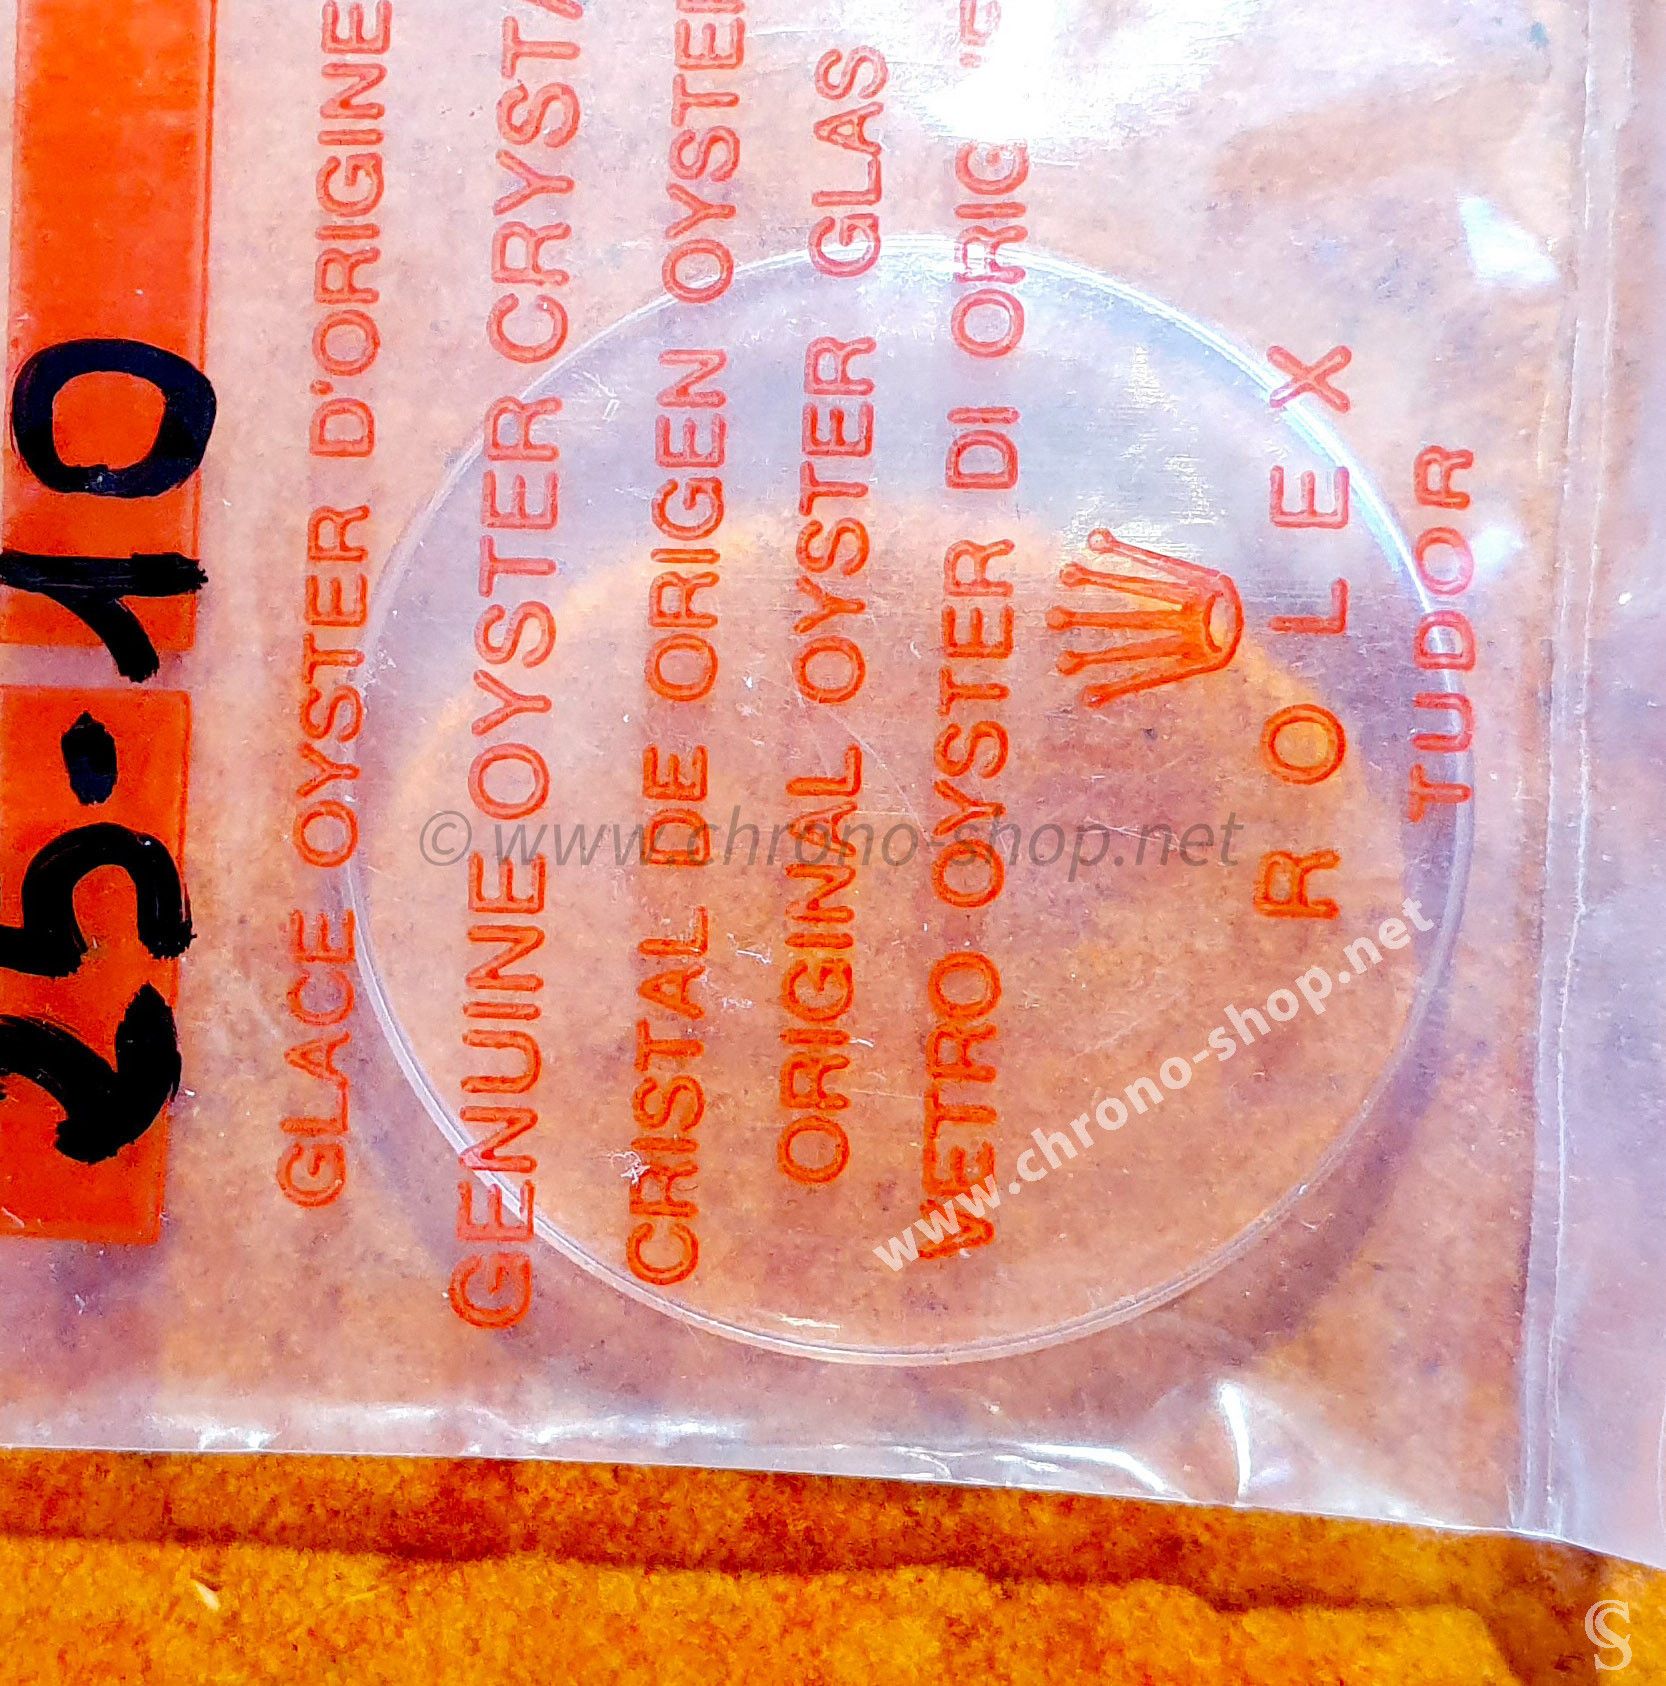 25-10
GLACE OYSTER D'ORIGINE
GENUINE OYSTER CRYSTA
CRISTAL DE ORIGEN OYSTER
ORIGINAL OYSTER GLAS
VETRO OYSTER DI ORIG
ROLEX
TUDOR
© www.chrono-shop.net
www.chrono-shop.net